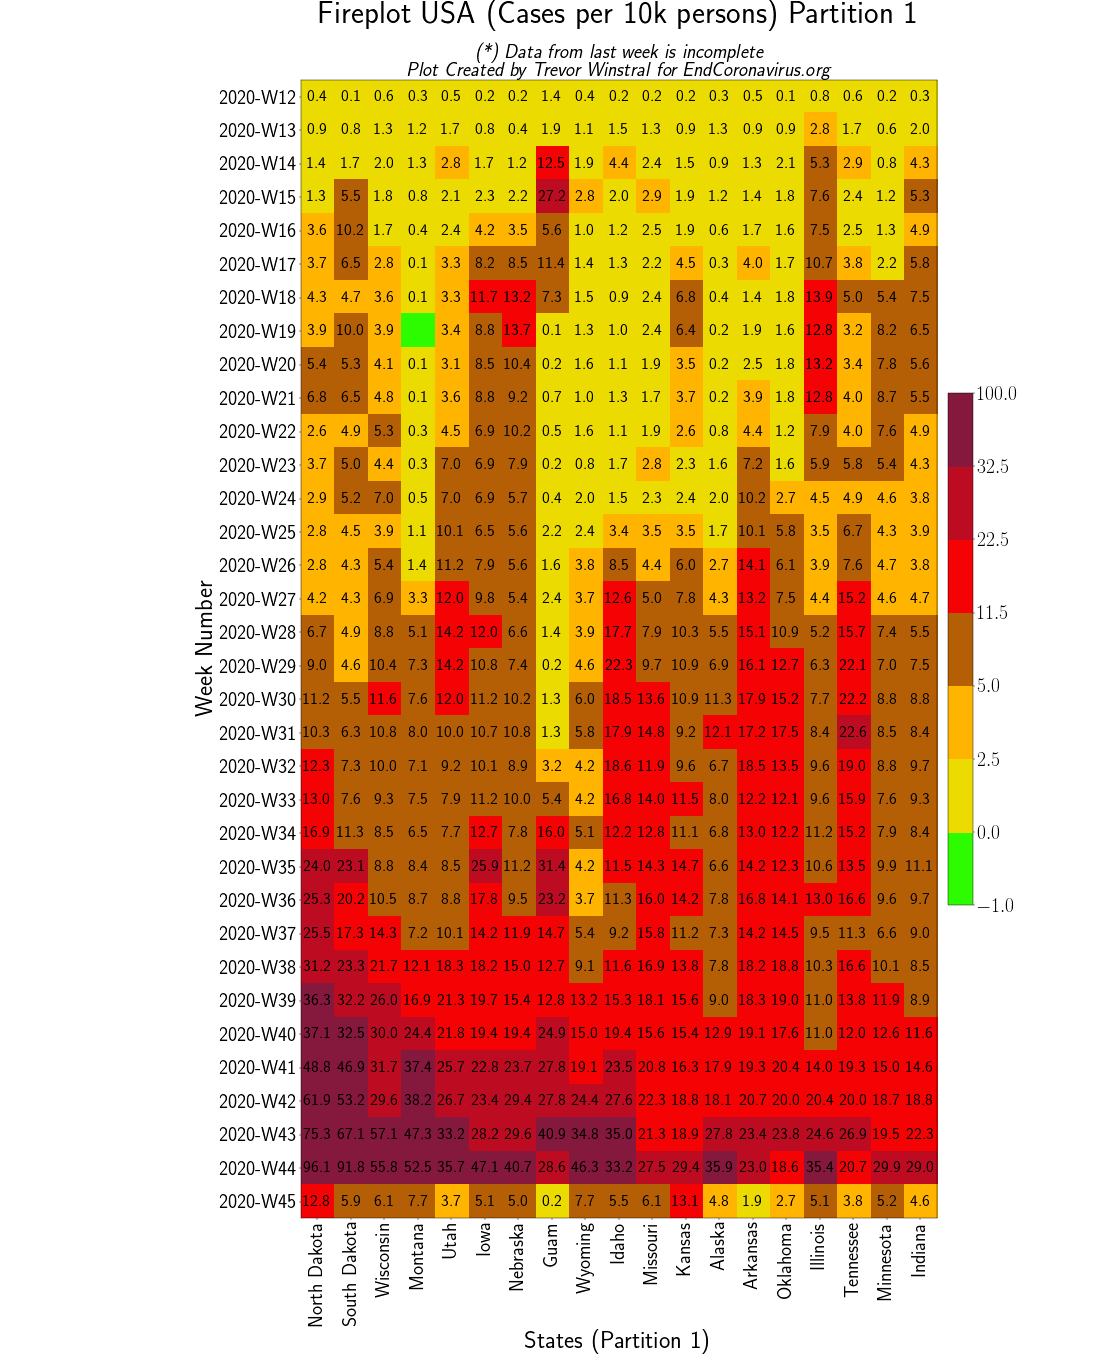 Fireplot USA (Cases per 10k persons) Partition 1
(*) Data from last week is incomplete
Plot Created by Trevor Winstral for EndCoronavirus.org
2020-W12 0.4 0.1 0.6 0.3 0.5 0.2 0.2 1.4 0.4 0.2 0.2 0.2 0.3 0.5 0.1 0.8 0.6 0.2 0.3
2020-W13 0.9 0.8 1.3 1.2 1.7 0.8 0.4 1.9 1.1 1.5 1.3 0.9 1.3 0.9 0.9 2.8 1.7 0.6 2.0
2020-W14 1.4 1.7 2.0 1.3 2.8 1.7 1.2 12.5 1.9 4.4 2.4 1.5 0.9 1.3 2.1 5.3 2.9 0.8 4.3
2020-W15 1.3 5.5 1.8 0.8 2.1 2.3 2.2 27.2 2.8 2.0 2.9 1.9 1.2 1.4 1.8 7.6 2.4 1.2 5.3
2020-W16 3.6 10.2 1.7 0.4 2.4 4.2 3.5 5.6 1.0 1.2 2.5 1.9 0.6 1.7 1.6 7.5 2.5 1.3 4.9
2020-W17 3.7 6.5 2.8 0.1 3.3 8.2 8.5 11.4 1.4 1.3 2.2 4.5 0.3 4.0 1.7 10.7 3.8 2.2 5.8
2020-W18 4.3 4.7 3.6 0.1 3.3 11.7 13.2 7.3 1.5 0.9 2.4 6.8 0.4 1.4 1.8 13.9 5.0 5.4 7.5
2020-W19 3.9 10.0 3.9 3.4 8.8 13.7 0.1 1.3 1.0 2.4 6.4 0.2 1.9 1.6 12.8 3.2 8.2 6.5
2020-W20 5.4 5.3 4.1 0.1 3.1 8.5 10.4 0.2 1.6 1.1 1.9 3.5 0.2 2.5 1.8 13.2 3.4 7.8 5.6
2020-W21 6.8 6.5 4.8 0.1 3.6 8.8 9.2 0.7 1.0 1.3 1.7 3.7 0.2 3.9 1.8 12.8 4.0 8.7 5.5
2020-W22 2.6 4.9 5.3 0.3 4.5 6.9 10.2 0.5 1.6 1.1 1.9 2.6 0.8 4.4 1.2 7.9 4.0 7.6 4.9
2020-W23 3.7 5.0 4.4 0.3 7.0 6.9 7.9 0.2 0.8 1.7 2.8 2.3 1.6 7.2 1.6 5.9 5.8 5.4 4.3
2020-W24 2.9 5.2 7.0 0.5 7.0 6.9 5.7 0.4 2.0 1.5 2.3 2.4 2.0 10.2 2.7 4.5 4.9 4.6 3.8
2020-W25 2.8 4.5 3.9 1.1 10.1 6.5 5.6 2.2 2.4 3.4 3.5 3.5 1.7 10.1 5.8 3.5 6.7 4.3 3.9
2020-W26 2.8 4.3 5.4 1.4 11.2 7.9 5.6 1.6 3.8 8.5 4.4 6.0 2.7 14.1 6.1 3.9 7.6 4.7 3.8
2020-W27 4.2 4.3 6.9 3.3 12.0 9.8 5.4 2.4 3.7 12.6 5.0 7.8 4.3 13.2 7.5 4.4 15.2 4.6 4.7
2020-W28 6.7 4.9 8.8 5.1 14.2 12.0 6.6 1.4 3.9 17.7 7.9 10.3 5.5 15.1 10.9 5.2 15.7 7.4 5.5
2020-W29 9.0 4.6 10.4 7.3 14.2 10.8 7.4 0.2 4.6 22.3 9.7 10.9 6.9 16.1 12.7 6.3 22.1 7.0 7.5
2020-W30 11.2 5.5 11.6 7.6 12.0 11.2 10.2 1.3 6.0 18.5 13.6 10.9 11.3 17.9 15.2 7.7 22.2 8.8 8.8
2020-W31 10.3 6.3 10.8 8.0 10.0 10.7 10.8 1.3 5.8 17.9 14.8 9.2 12.1 17.2 17.5 8.4 22.6 8.5 8.4
2020-W32 12.3 7.3 10.0 7.1 9.2 10.1 8.9 3.2 4.2 18.6 11.9 9.6 6.7 18.5 13.5 9.6 19.0 8.8 9.7
2020-W33 13.0 7.6 9.3 7.5 7.9 11.2 10.0 5.4 4.2 16.8 14.0 11.5 8.0 12.2 12.1 9.6 15.9 7.6 9.3
2020-W34 16.9 11.3 8.5 6.5 7.7 12.7 7.8 16.0 5.1 12.2 12.8 11.1 6.8 13.0 12.2 11.2 15.2 7.9 8.4
2020-W35 24.0 23.1 8.8 8.4 8.5 25.9 11.2 31.4 4.2 11.5 14.3 14.7 6.6 14.2 12.3 10.6 13.5 9.9 11.1
2020-W36 25.3 20.2 10.5 8.7 8.8 17.8 9.5 23.2 3.7 11.3 16.0 14.2 7.8 16.8 14.1 13.0 16.6 9.6 9.7
2020-W37 25.5 17.3 14.3 7.2 10.1 14.2 11.9 14.7 5.4 9.2 15.8 11.2 7.3 14.2 14.5 9.5 11.3 6.6 9.0
2020-W38 31.2 23.3 21.7 12.1 18.3 18.2 15.0 12.7 9.1 11.6 16.9 13.8 7.8 18.2 18.8 10.3 16.6 10.1 8.5
2020-W39 36.3 32.2 26.0 16.9 21.3 19.7 15.4 12.8 13.2 15.3 18.1 15.6 9.0 18.3 19.0 11.0 13.8 11.9 8.9
2020-W40 37.1 32.5 30.0 24.4 21.8 19.4 19.4 24.9 15.0 19.4 15.6 15.4 12.9 19.1 17.6 11.0 12.0 12.6 11.6
2020-W41 48.8 46.9 31.7 37.4 25.7 22.8 23.7 27.8 19.1 23.5 20.8 16.3 17.9 19.3 20.4 14.0 19.3 15.0 14.6
2020-W42 61.9 53.2 29.6 38.2 26.7 23.4 29.4 27.8 24.4 27.6 22.3 18.8 18.1 20.7 20.0 20.4 20.0 18.7 18.8
2020-W43 75.3 67.1 57.1 47.3 33.2 28.2 29.6 40.9 34.8 35.0 21.3 18.9 27.8 23.4 23.8 24.6 26.9 19.5 22.3
2020-W44 96.1 91.8 55.8 52.5 35.7 47.1 40.7 28.6 46.3 33.2 27.5 29.4 35.9 23.0 18.6 35.4 20.7 29.9 29.0
2020-W45 12.8 5.9 6.1 7.7 3.7 5.1 5.0 0.2 7.7 5.5 6.1 13.1 4.8 1.9 2.7 5.1 3.8 5.2 4.6
Week Number
North Dakota
South Dakota
Wisconsin
Montana
Utah
Iowa
Nebraska
Guam
Wyoming
Idaho
Missouri
Kansas
Alaska
Arkansas
Oklahoma
Illinois
Tennessee
Minnesota
Indiana
States (Partition 1)
100.0
32.5
22.5
11.5
5.0
2.5
0.0
−1.0